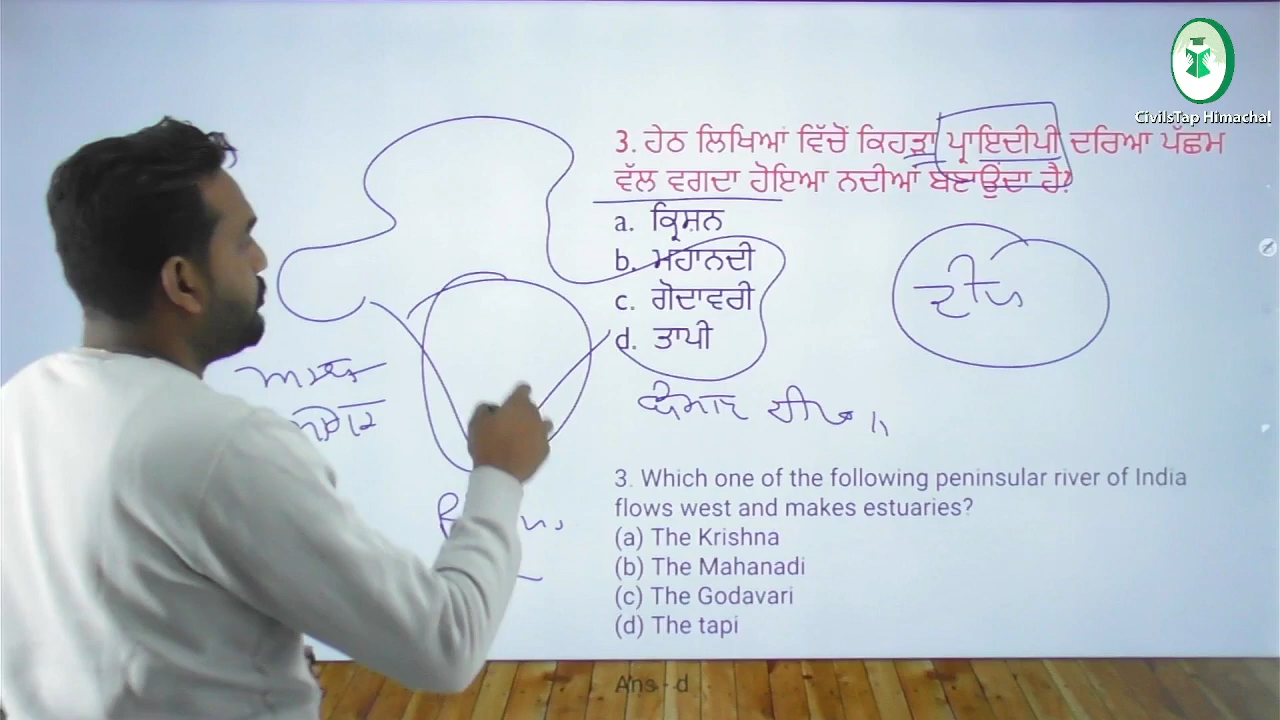 CivilsTap Himachal
3. ਹੇਠ ਲਿਖਿਆਂ ਵਿੱਚੋਂ ਕਿਹੜਾ ਪ੍ਰਾਇਦੀਪੀ ਦਰਿਆ ਪੱਛਮ
ਵੱਲ ਵਗਦਾ ਹੋਇਆ ਨਦੀਆਂ ਬਣਾਉਂਦਾ ਹੈ?
a. ਕ੍ਰਿਸ਼ਨ
b. ਮਹਾਨਦੀ
c. ਗੋਦਾਵਰੀ
d. ਤਾਪੀ
3. Which one of the following peninsular river of India
flows west and makes estuaries?
(a) The Krishna
(b) The Mahanadi
(c) The Godavari
(d) The tapi
Ans - d